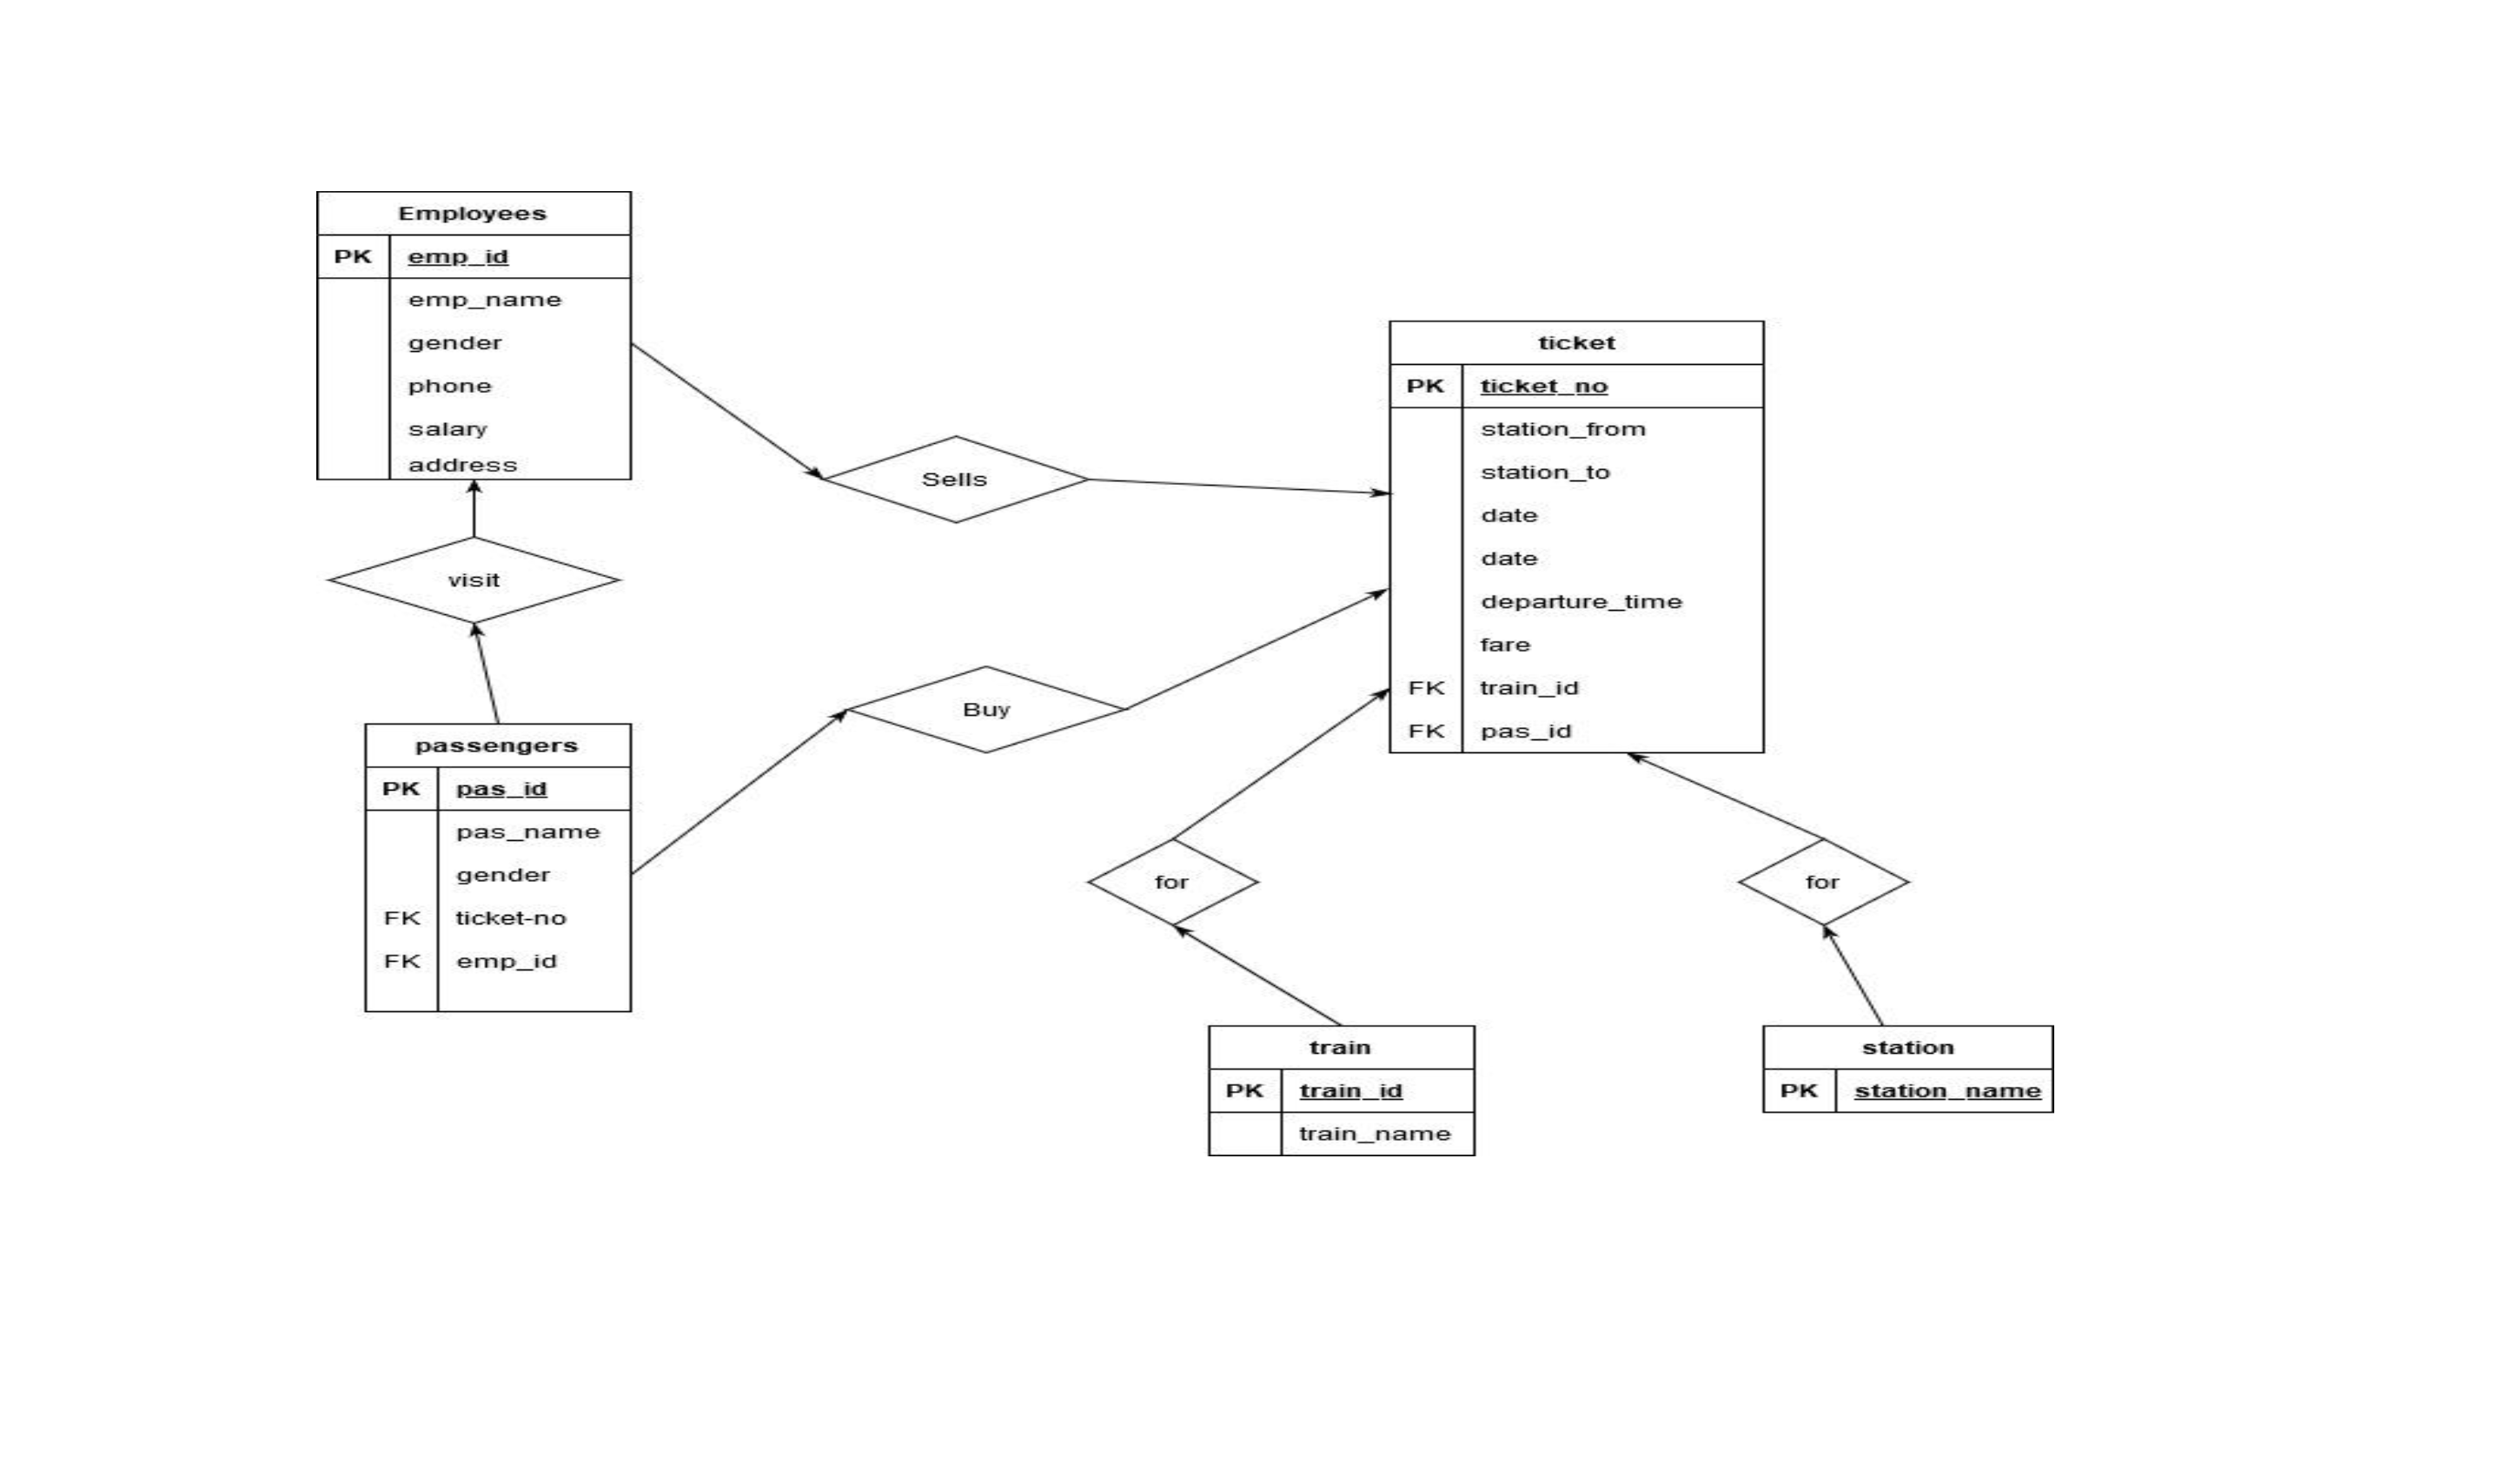 Employees
PK emp_id
emp_name
gender
phone
salary
address
Sells
visit
ticket
PK ticket_no
station_from
station_to
date
date
departure_time
fare
FK train_id
FK pas_id
Buy
passengers
PK pas_id
pas_name
gender
FK ticket-no
FK emp_id
for
for
train
PK train_id
train_name
station
PK station_name